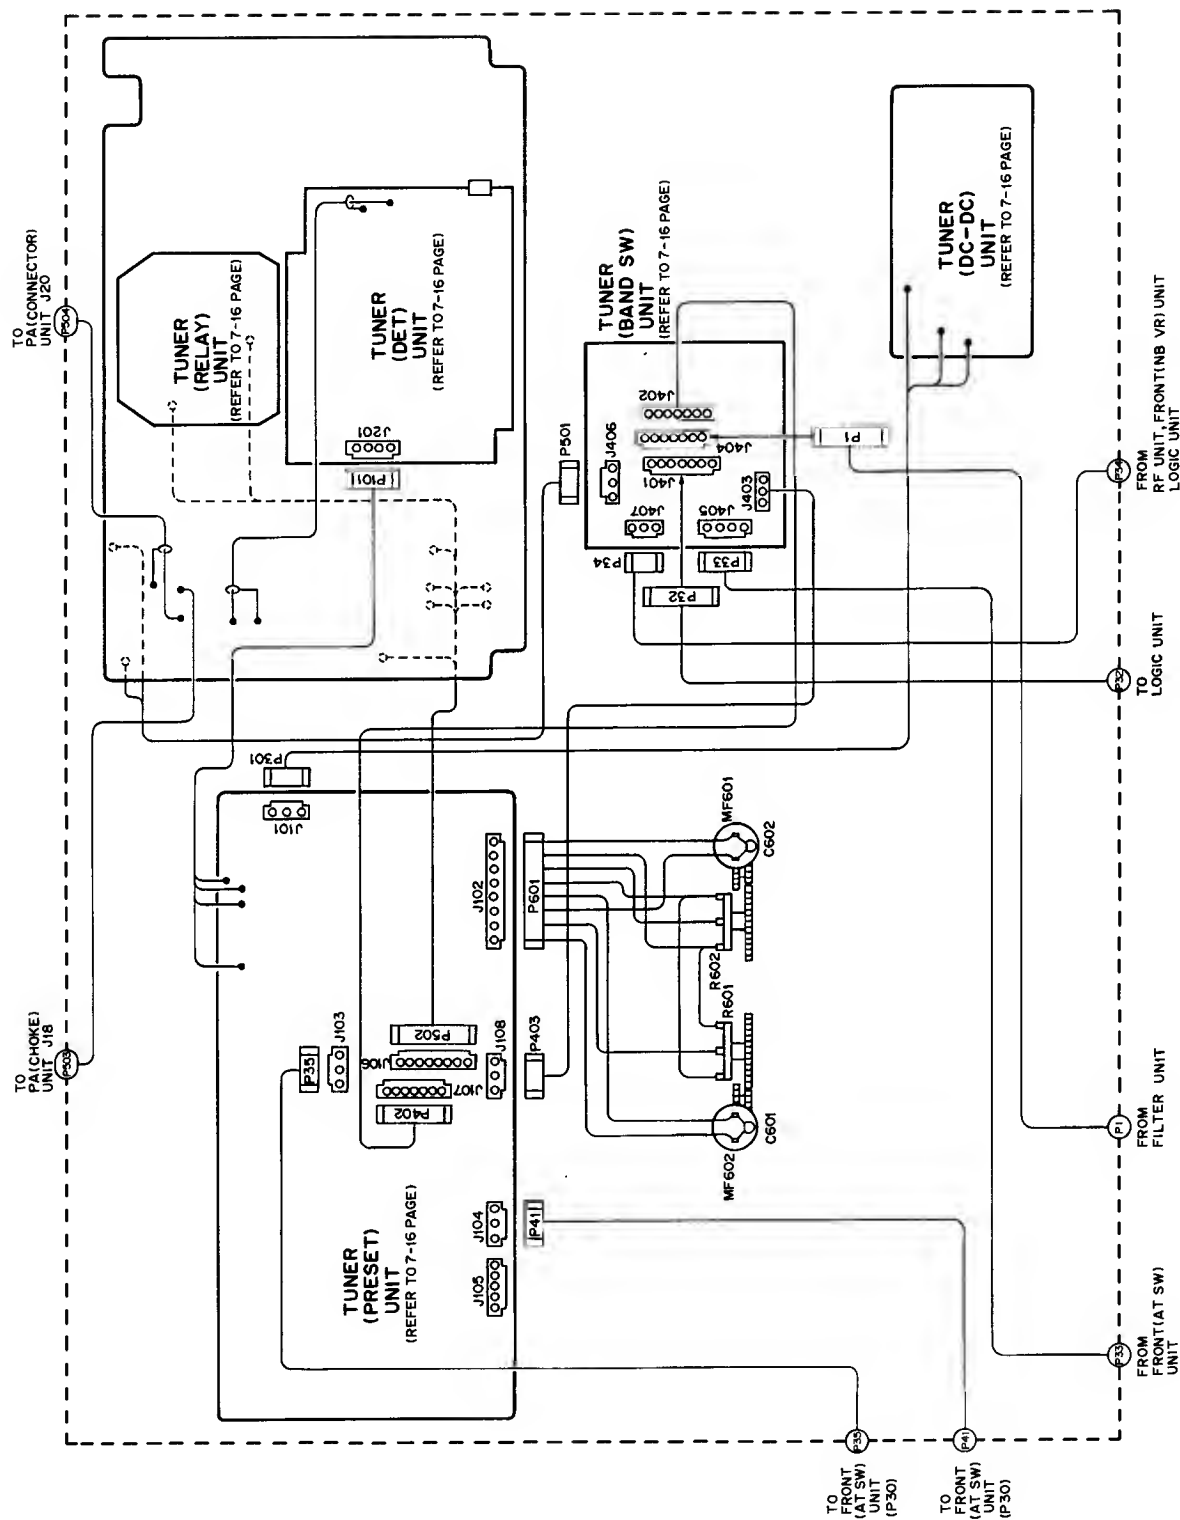 TO
PA(CONNECTOR)
UNIT J20
P504
TUNER
(RELAY)
UNIT
(REFER TO 7-16 PAGE)
TUNER
(DET)
UNIT
(REFER TO 7-16 PAGE)
J201
P101
TUNER
(DC-DC)
UNIT
(REFER TO 7-16 PAGE)
TUNER
(BAND SW)
UNIT
(REFER TO 7-16 PAGE)
P501
J406
J402
J404
J401
J403
J407
J405
P34
P33
P32
P1
P34
FROM
RF UNIT, FRONT(NB VR) UNIT
LOGIC UNIT
P32
TO
LOGIC UNIT
TO
PA(CHOKE)
UNIT J18
P503
P301
J101
J102
P601
MF601
C602
R602
R601
MF602
C601
P35
J103
P502
J106
J107
P402
J108
P403
TUNER
(PRESET)
UNIT
(REFER TO 7-16 PAGE)
J104
J105
P41
P1
FROM
FILTER UNIT
P33
FROM
FRONT(AT SW)
UNIT
P35
TO
FRONT
(AT SW)
UNIT
(P30)
P41
TO
FRONT
(AT SW)
UNIT
(P30)